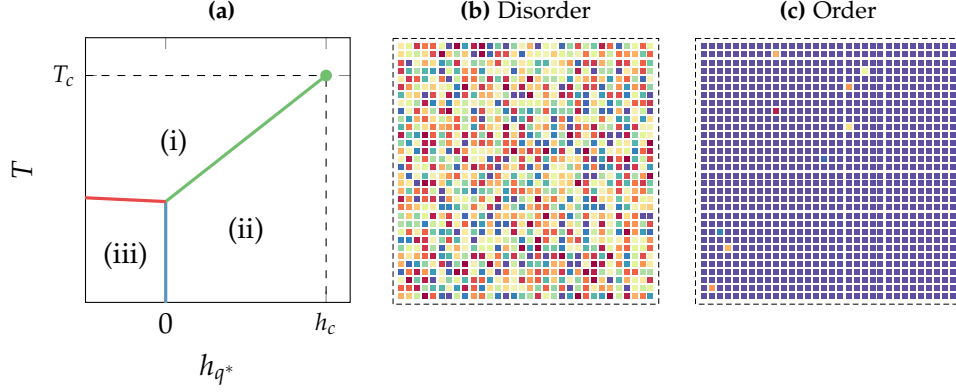 (a)
(b) Disorder
(c) Order
T_c
T
(i)
(ii)
(iii)
0
h_c
h_{q^*}